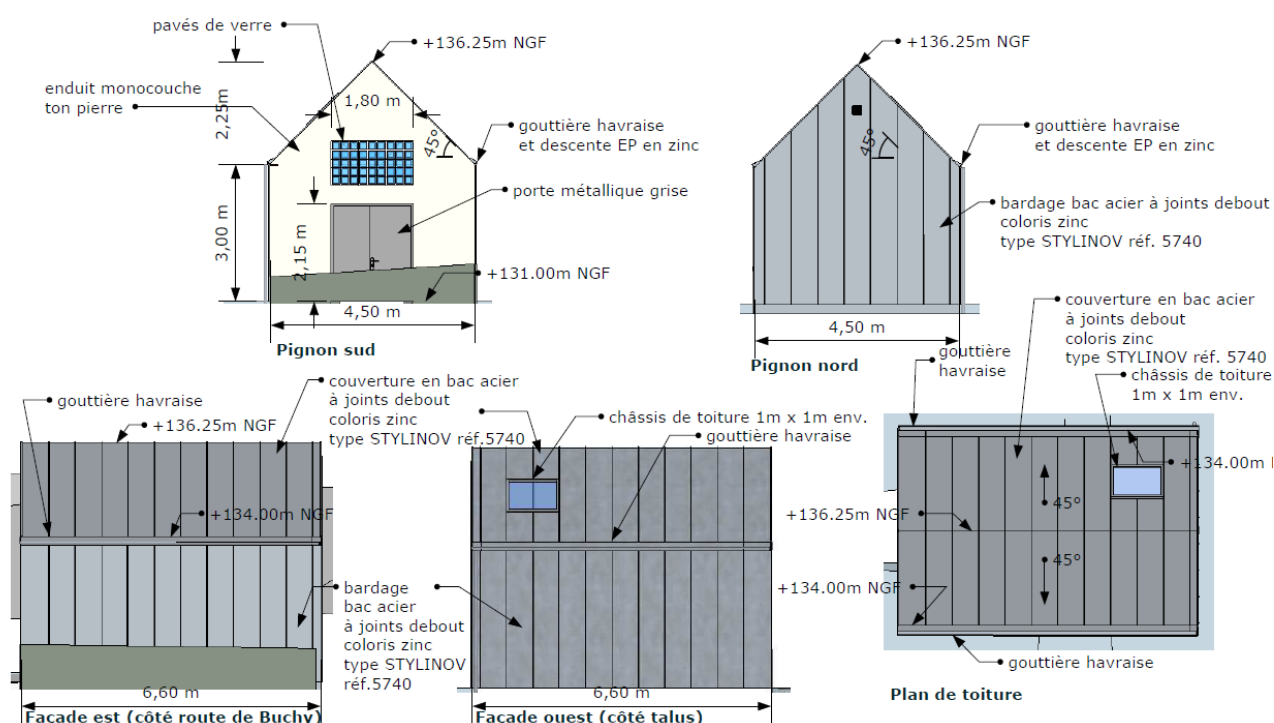 pavés de verre
+136.25m NGF
enduit monocouche
ton pierre
2,25m
1,80 m
45°
gouttière havraise
et descente EP en zinc
porte métallique grise
3,00 m
2,15 m
+131.00m NGF
4,50 m
Pignon sud
+136.25m NGF
gouttière havraise
et descente EP en zinc
45°
bardage bac acier à joints debout
coloris zinc
type STYLINOV réf. 5740
4,50 m
Pignon nord
gouttière havraise
+136.25m NGF
couverture en bac acier
à joints debout
coloris zinc
type STYLINOV réf.5740
+134.00m NGF
bardage
bac acier
à joints debout
coloris zinc
type STYLINOV
réf.5740
6,60 m
Facade est (côté route de Buchy)
châssis de toiture 1m x 1m env.
gouttière havraise
6,60 m
Facade ouest (côté talus)
couverture en bac acier
à joints debout
coloris zinc
type STYLINOV réf. 5740
gouttière
havraise
châssis de toiture
1m x 1m env.
+134.00m
45°
+136.25m NGF
45°
+134.00m NGF
gouttière havraise
Plan de toiture